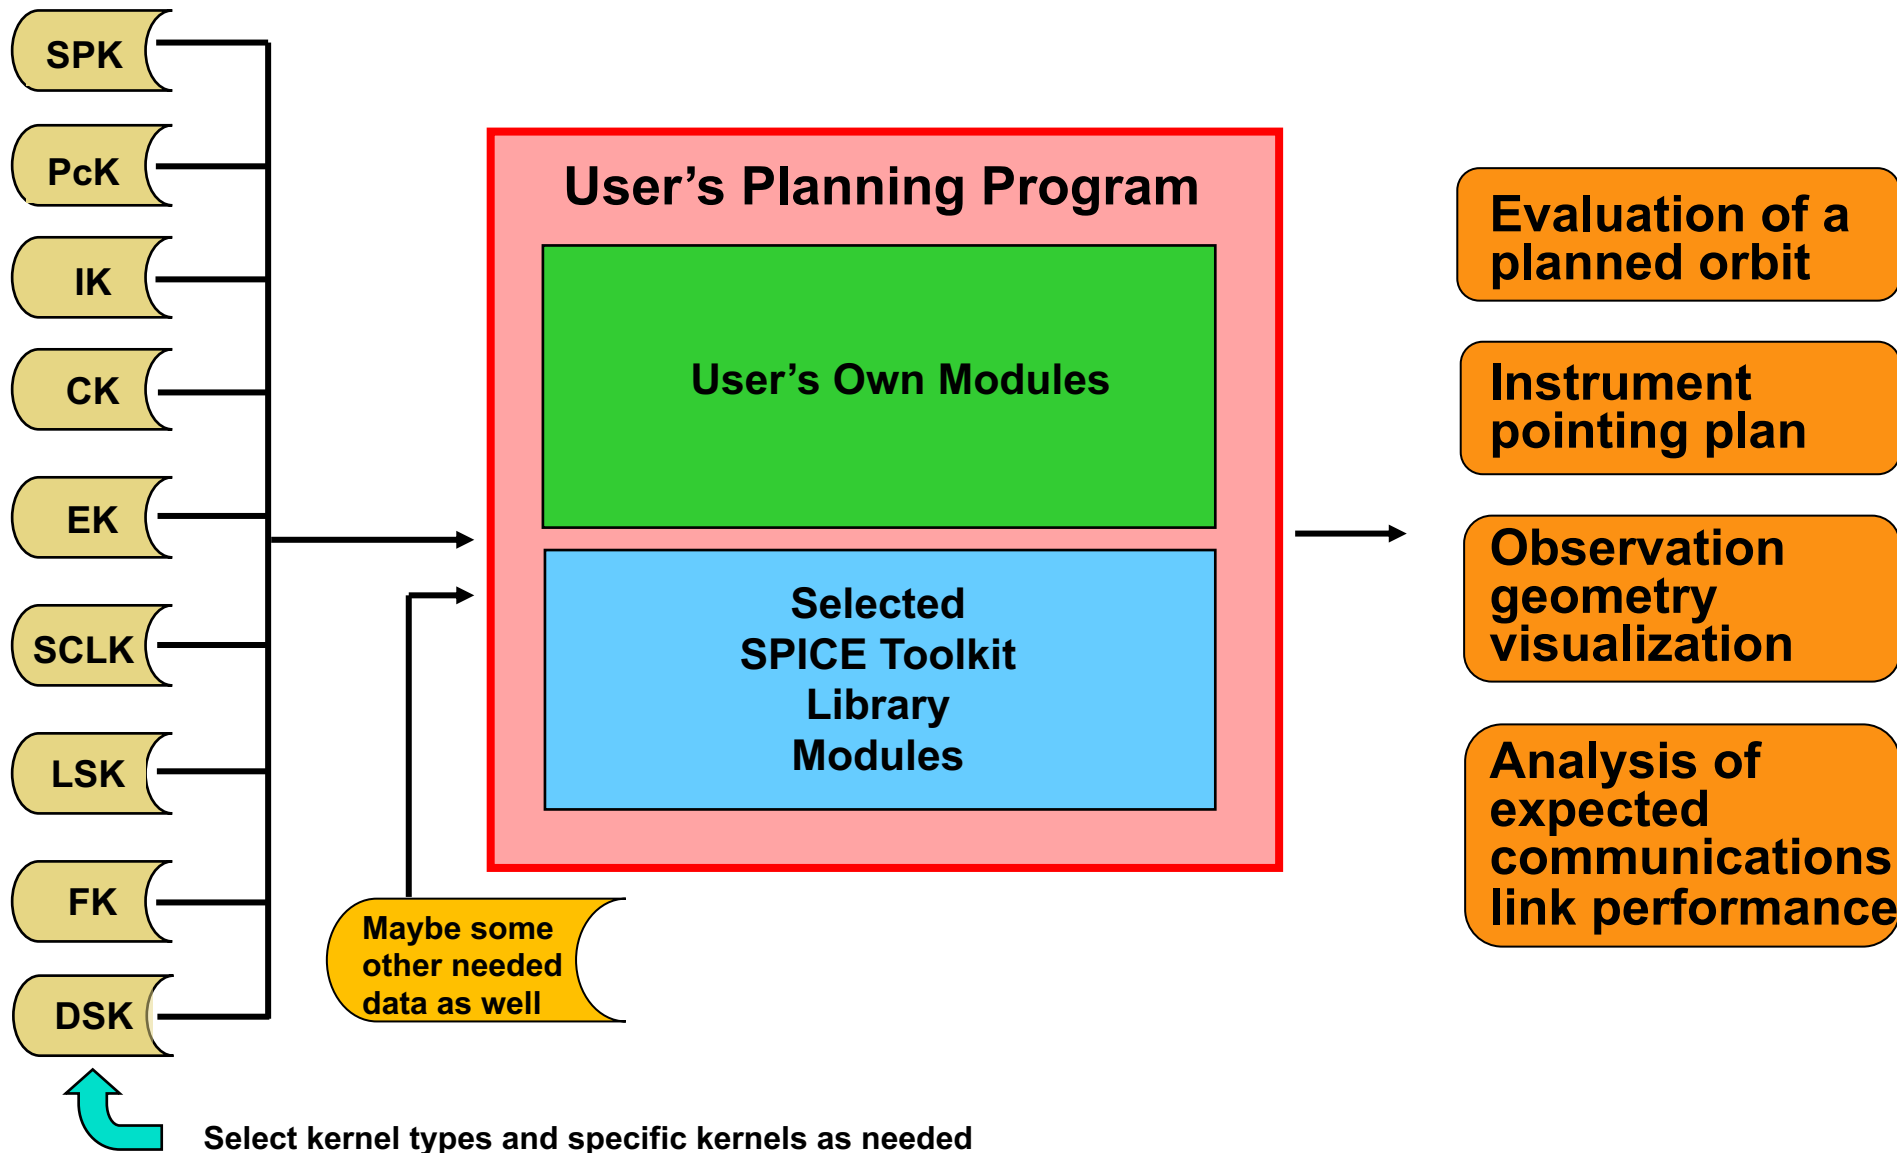 SPK
PcK
IK
CK
EK
SCLK
LSK
FK
DSK
Select kernel types and specific kernels as needed
Maybe some
other needed
data as well
User’s Planning Program
User’s Own Modules
Selected
SPICE Toolkit
Library
Modules
Evaluation of a
planned orbit
Instrument
pointing plan
Observation
geometry
visualization
Analysis of
expected
communications
link performance